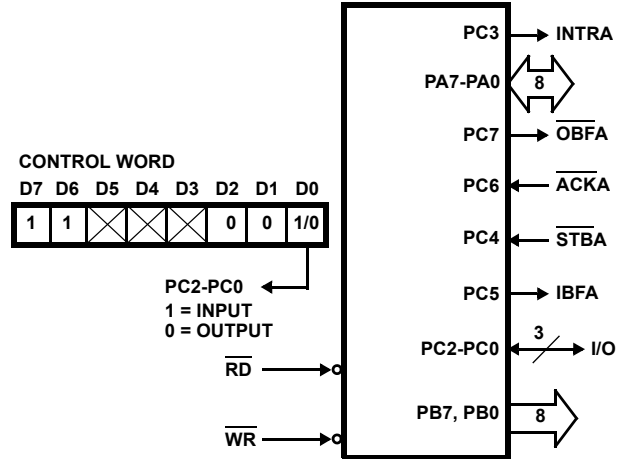 PC3 INTRA
PA7-PA0 8
PC7 OBFA
CONTROL WORD
D7 D6 D5 D4 D3 D2 D1 D0
1 1 0 0 1/0
PC6 ACKA
PC4 STBA
PC2-PC0
1 = INPUT
0 = OUTPUT
PC5 IBFA
PC2-PC0 3 I/O
RD
PB7, PB0 8
WR